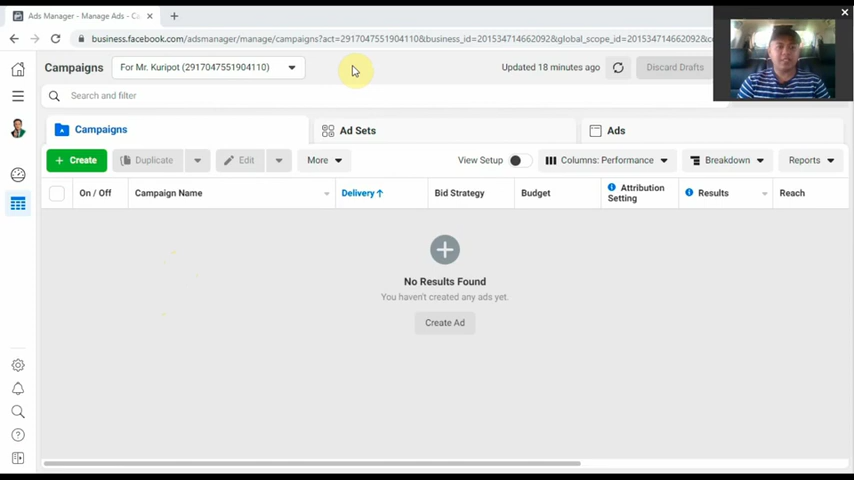 Ads Manager - Manage Ads - Ca
business.facebook.com/adsmanager/manage/campaigns?act=2917047551904110&business_id=201534714662092&global_scope_id=201534714662092&cc
Campaigns
For Mr. Kuripot (2917047551904110)
Updated 18 minutes ago
Discard Drafts
Search and filter
Campaigns
Ad Sets
Ads
+ Create
Duplicate
Edit
More
View Setup
Columns: Performance
Breakdown
Reports
On / Off
Campaign Name
Delivery ↑
Bid Strategy
Budget
Attribution
Setting
Results
Reach
No Results Found
You haven't created any ads yet.
Create Ad